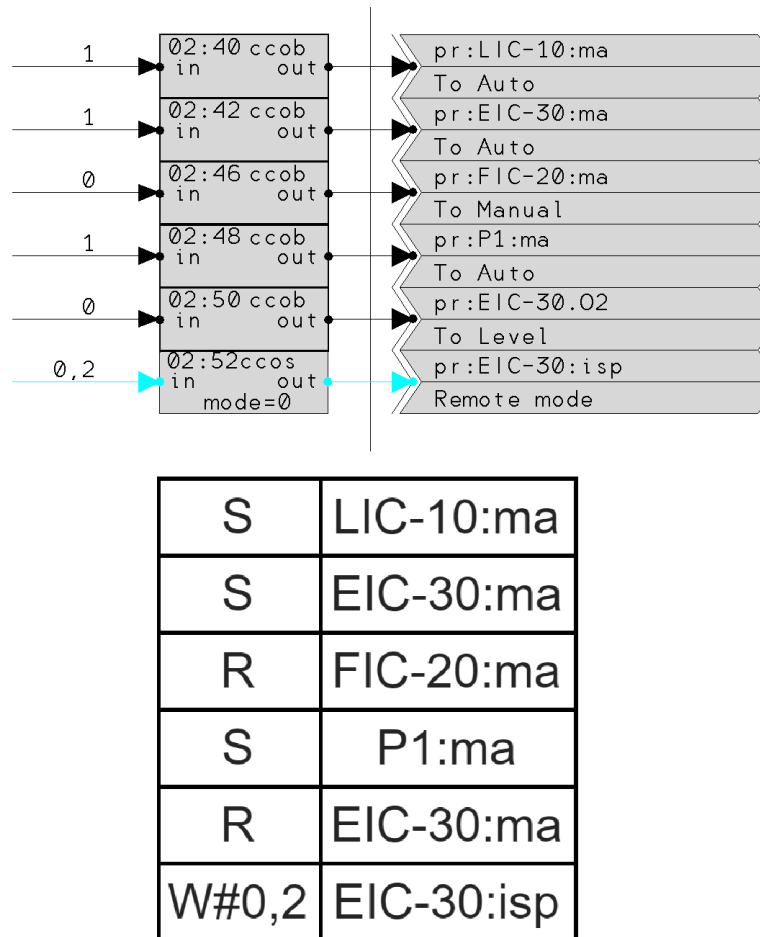 1 02:40 ccob pr:LIC-10:ma
in out
To Auto
1 02:42 ccob pr:EIC-30:ma
in out
To Auto
0 02:46 ccob pr:FIC-20:ma
in out
To Manual
1 02:48 ccob pr:P1:ma
in out
To Auto
0 02:50 ccob pr:EIC-30.O2
in out
To Level
0,2 02:52ccos pr:EIC-30:isp
in out
mode=0 Remote mode
S LIC-10:ma
S EIC-30:ma
R FIC-20:ma
S P1:ma
R EIC-30:ma
W#0,2 EIC-30:isp